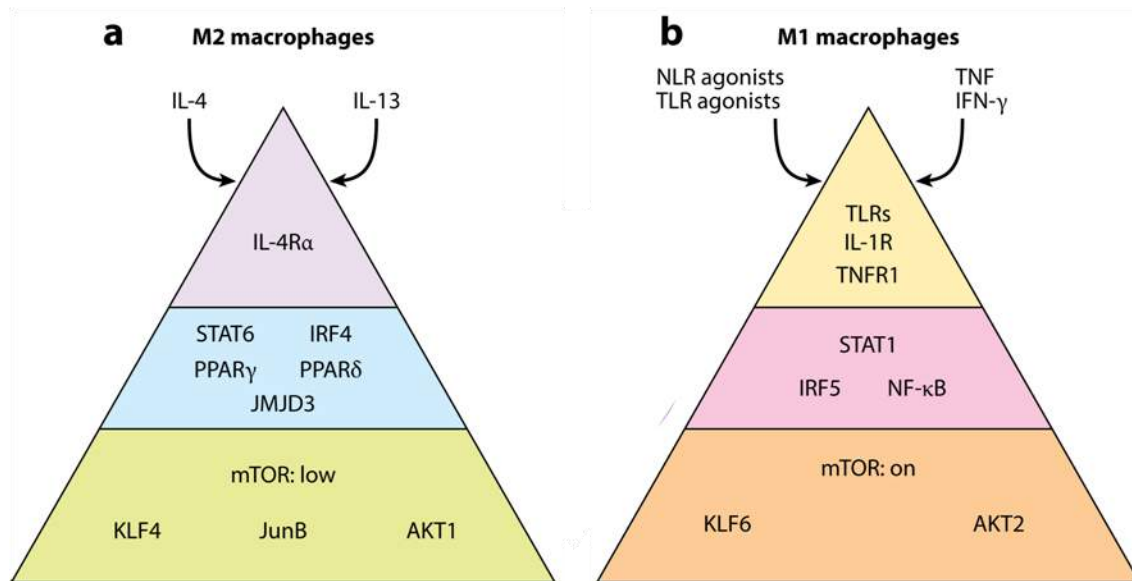 a
M2 macrophages
IL-4
IL-13
IL-4Rα
STAT6 IRF4
PPARγ PPARδ
JMJD3
mTOR: low
KLF4 JunB AKT1
b
M1 macrophages
NLR agonists
TLR agonists
TNF
IFN-γ
TLRs
IL-1R
TNFR1
STAT1
IRF5 NF-κB
mTOR: on
KLF6 AKT2